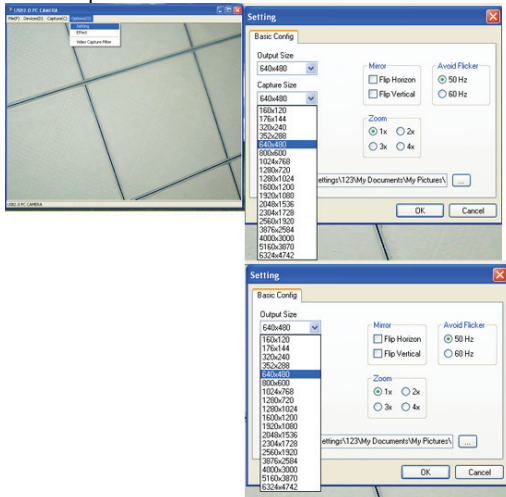 USB2.0 PC CAMERA
File(F) Devices(D) Capture(C) Options(O)
Setting
Effect
Video Capture Filter
USB2.0 PC CAMERA
Setting
Basic Config
Output Size
640x480
Capture Size
640x480
160x120
176x144
320x240
352x288
640x480
800x600
1024x768
1280x720
1280x1024
1600x1200
1920x1080
2048x1536
2304x1728
2560x1920
3876x2584
4000x3000
5160x3870
6324x4742
Mirror
Flip Horizon
Flip Vertical
Avoid Flicker
50 Hz
60 Hz
Zoom
1x 2x
3x 4x
ettings\123\My Documents\My Pictures\ ...
OK Cancel
Setting
Basic Config
Output Size
640x480
160x120
176x144
320x240
352x288
640x480
800x600
1024x768
1280x720
1280x1024
1600x1200
1920x1080
2048x1536
2304x1728
2560x1920
3876x2584
4000x3000
5160x3870
6324x4742
Mirror
Flip Horizon
Flip Vertical
Avoid Flicker
50 Hz
60 Hz
Zoom
1x 2x
3x 4x
ettings\123\My Documents\My Pictures\ ...
OK Cancel